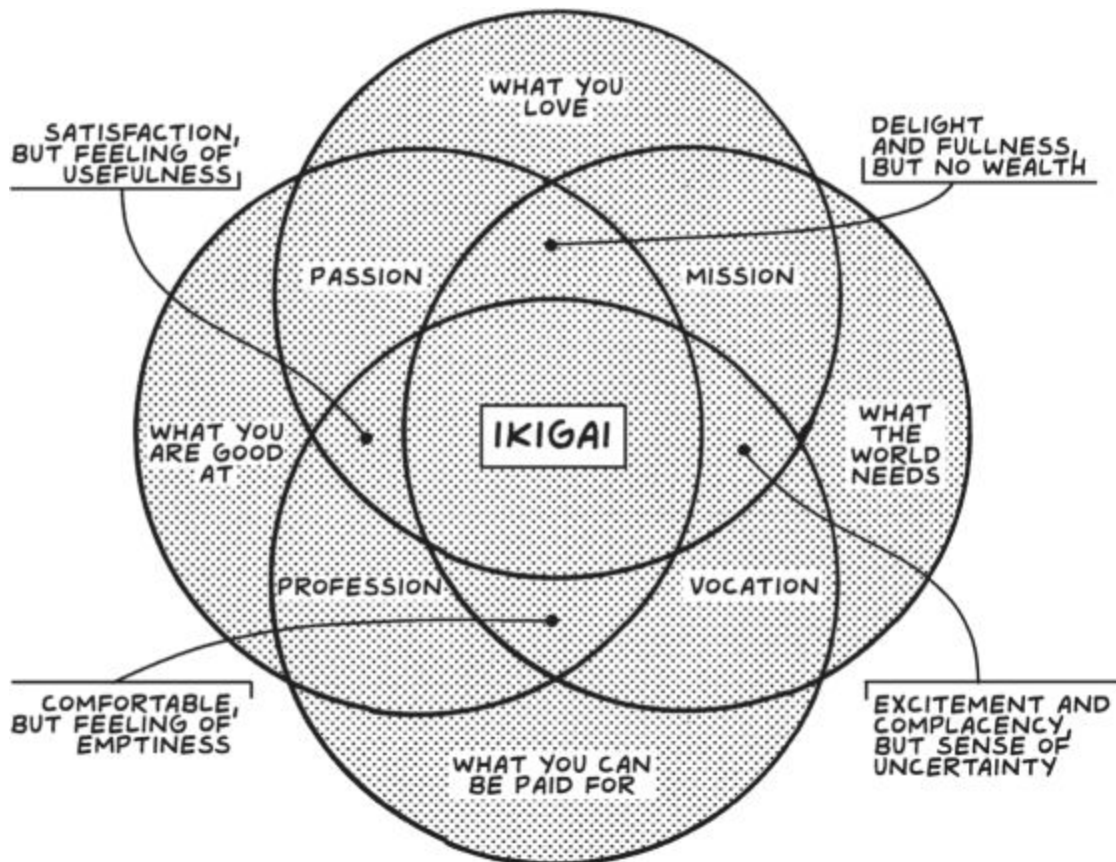 WHAT YOU
LOVE
SATISFACTION,
BUT FEELING OF
USEFULNESS
DELIGHT
AND FULLNESS,
BUT NO WEALTH
PASSION
MISSION
WHAT YOU
ARE GOOD
AT
IKIGAI
WHAT
THE
WORLD
NEEDS
PROFESSION
VOCATION
COMFORTABLE,
BUT FEELING OF
EMPTINESS
WHAT YOU CAN
BE PAID FOR
EXCITEMENT AND
COMPLACENCY,
BUT SENSE OF
UNCERTAINTY